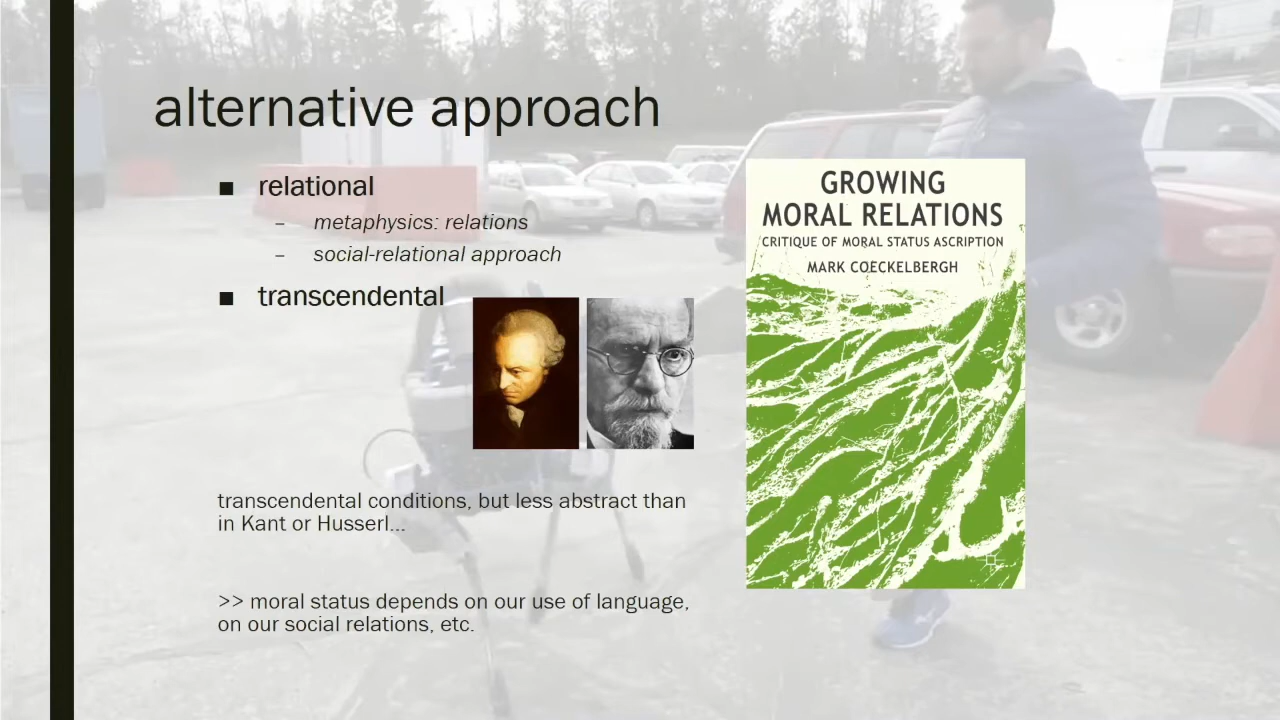 alternative approach
■ relational
– metaphysics: relations
– social-relational approach
■ transcendental
transcendental conditions, but less abstract than
in Kant or Husserl...
>> moral status depends on our use of language,
on our social relations, etc.
GROWING
MORAL RELATIONS
CRITIQUE OF MORAL STATUS ASCRIPTION
MARK COECKELBERGH